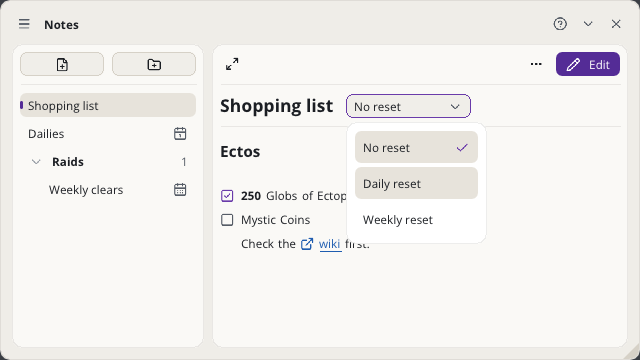 Notes
Edit
Shopping list
Dailies
Raids 1
Weekly clears
Shopping list
No reset
No reset
Daily reset
Weekly reset
Ectos
250 Globs of Ectop
Mystic Coins
Check the wiki first.